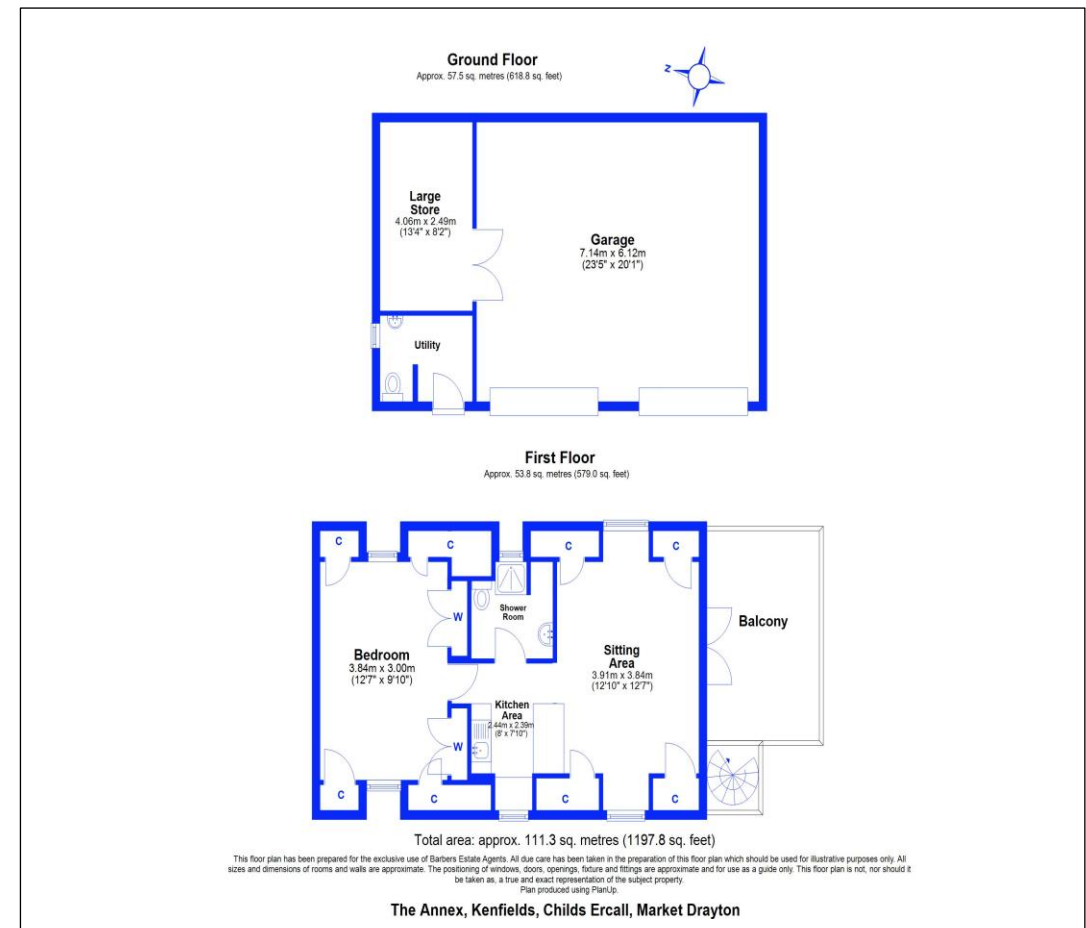 Ground Floor
Approx. 57.5 sq. metres (618.8 sq. feet)
N
Large
Store
4.06m x 2.49m
(13'4" x 8'2")
Garage
7.14m x 6.12m
(23'5" x 20'1")
Utility
First Floor
Approx. 53.8 sq. metres (579.0 sq. feet)
C
C
C
C
W
Shower
Room
Balcony
Bedroom
3.84m x 3.00m
(12'7" x 9'10")
Sitting
Area
3.91m x 3.84m
(12'10" x 12'7")
Kitchen
Area
2.44m x 2.39m
(8' x 7'10")
W
C
C
C
C
Total area: approx. 111.3 sq. metres (1197.8 sq. feet)
This floor plan has been prepared for the exclusive use of Barbers Estate Agents. All due care has been taken in the preparation of this floor plan which should be used for illustrative purposes only. All
sizes and dimensions of rooms and walls are approximate. The positioning of windows, doors, openings, fixture and fittings are approximate and for use as a guide only. This floor plan is not, nor should it
be taken as, a true and exact representation of the subject property.
Plan produced using PlanUp.
The Annex, Kenfields, Childs Ercall, Market Drayton